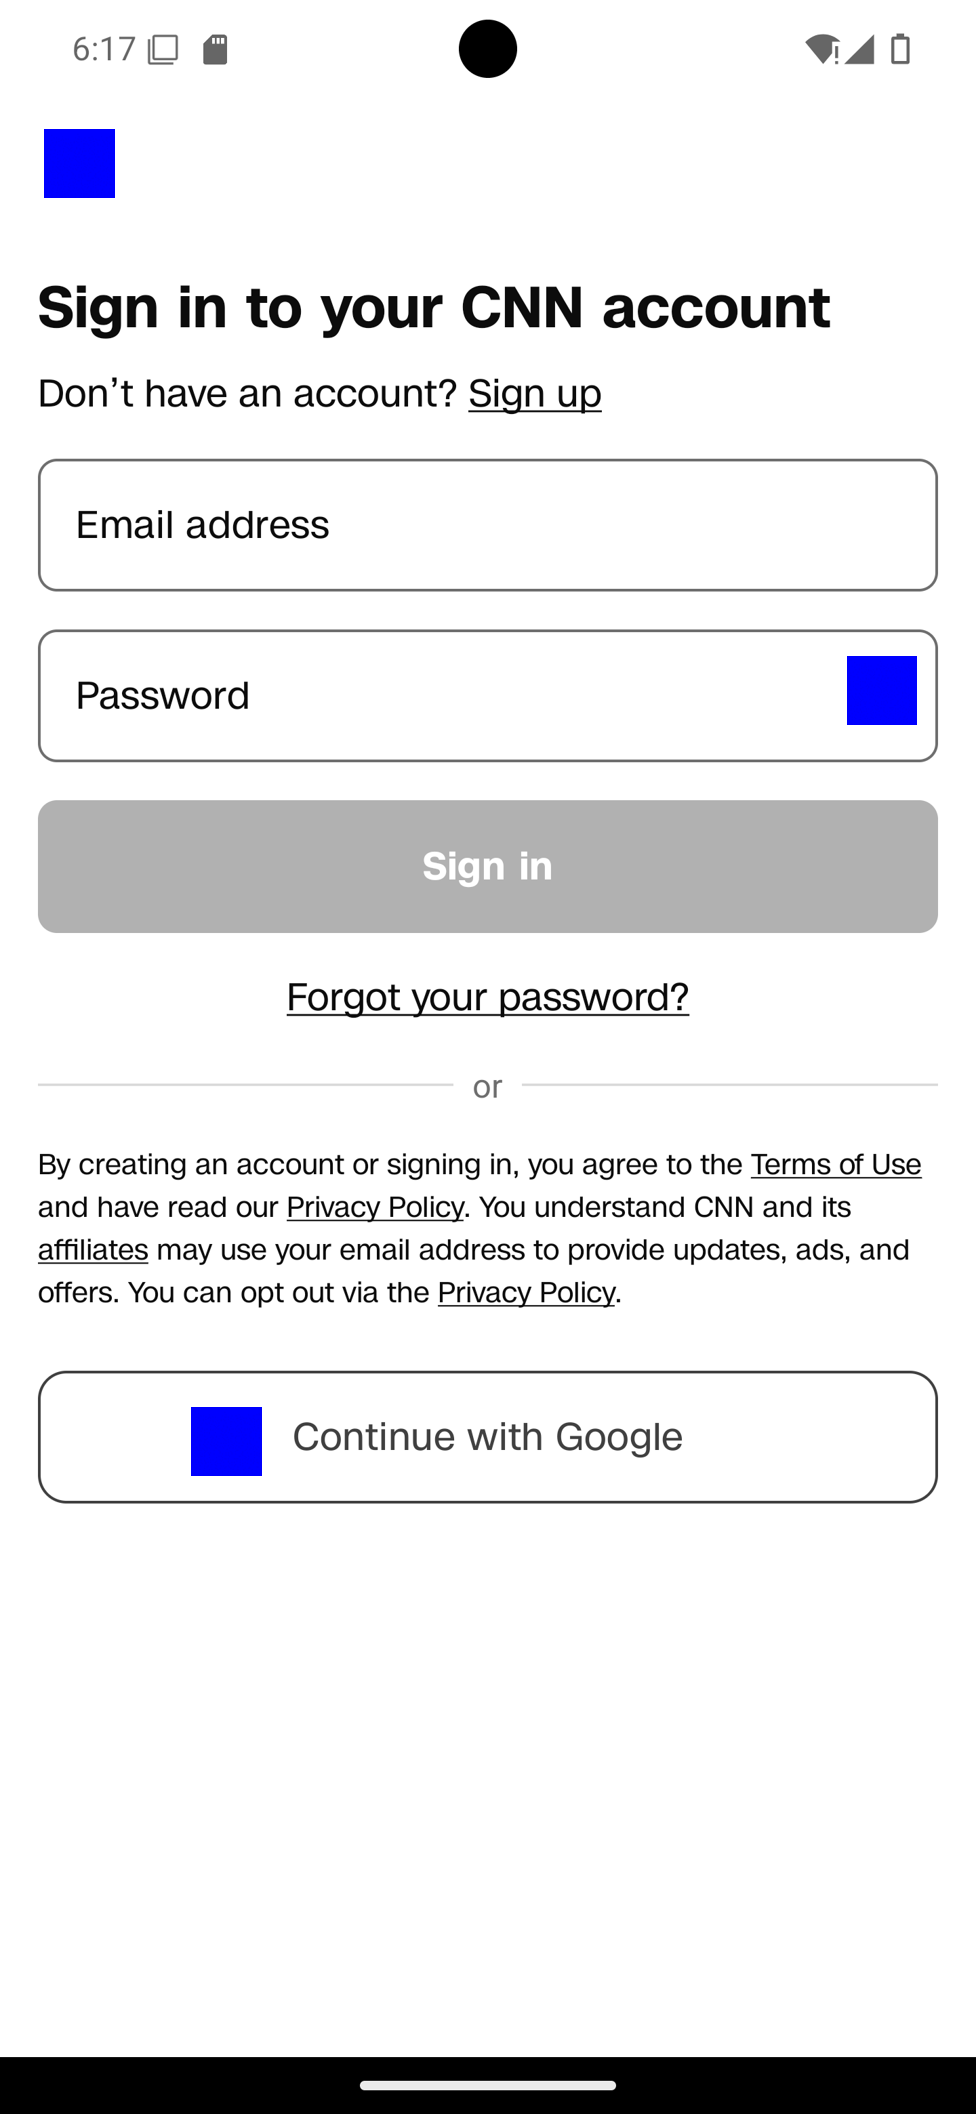 6:17
Sign in to your CNN account
Don’t have an account? Sign up
Email address
Password
Sign in
Forgot your password?
or
By creating an account or signing in, you agree to the Terms of Use
and have read our Privacy Policy. You understand CNN and its
affiliates may use your email address to provide updates, ads, and
offers. You can opt out via the Privacy Policy.
Continue with Google